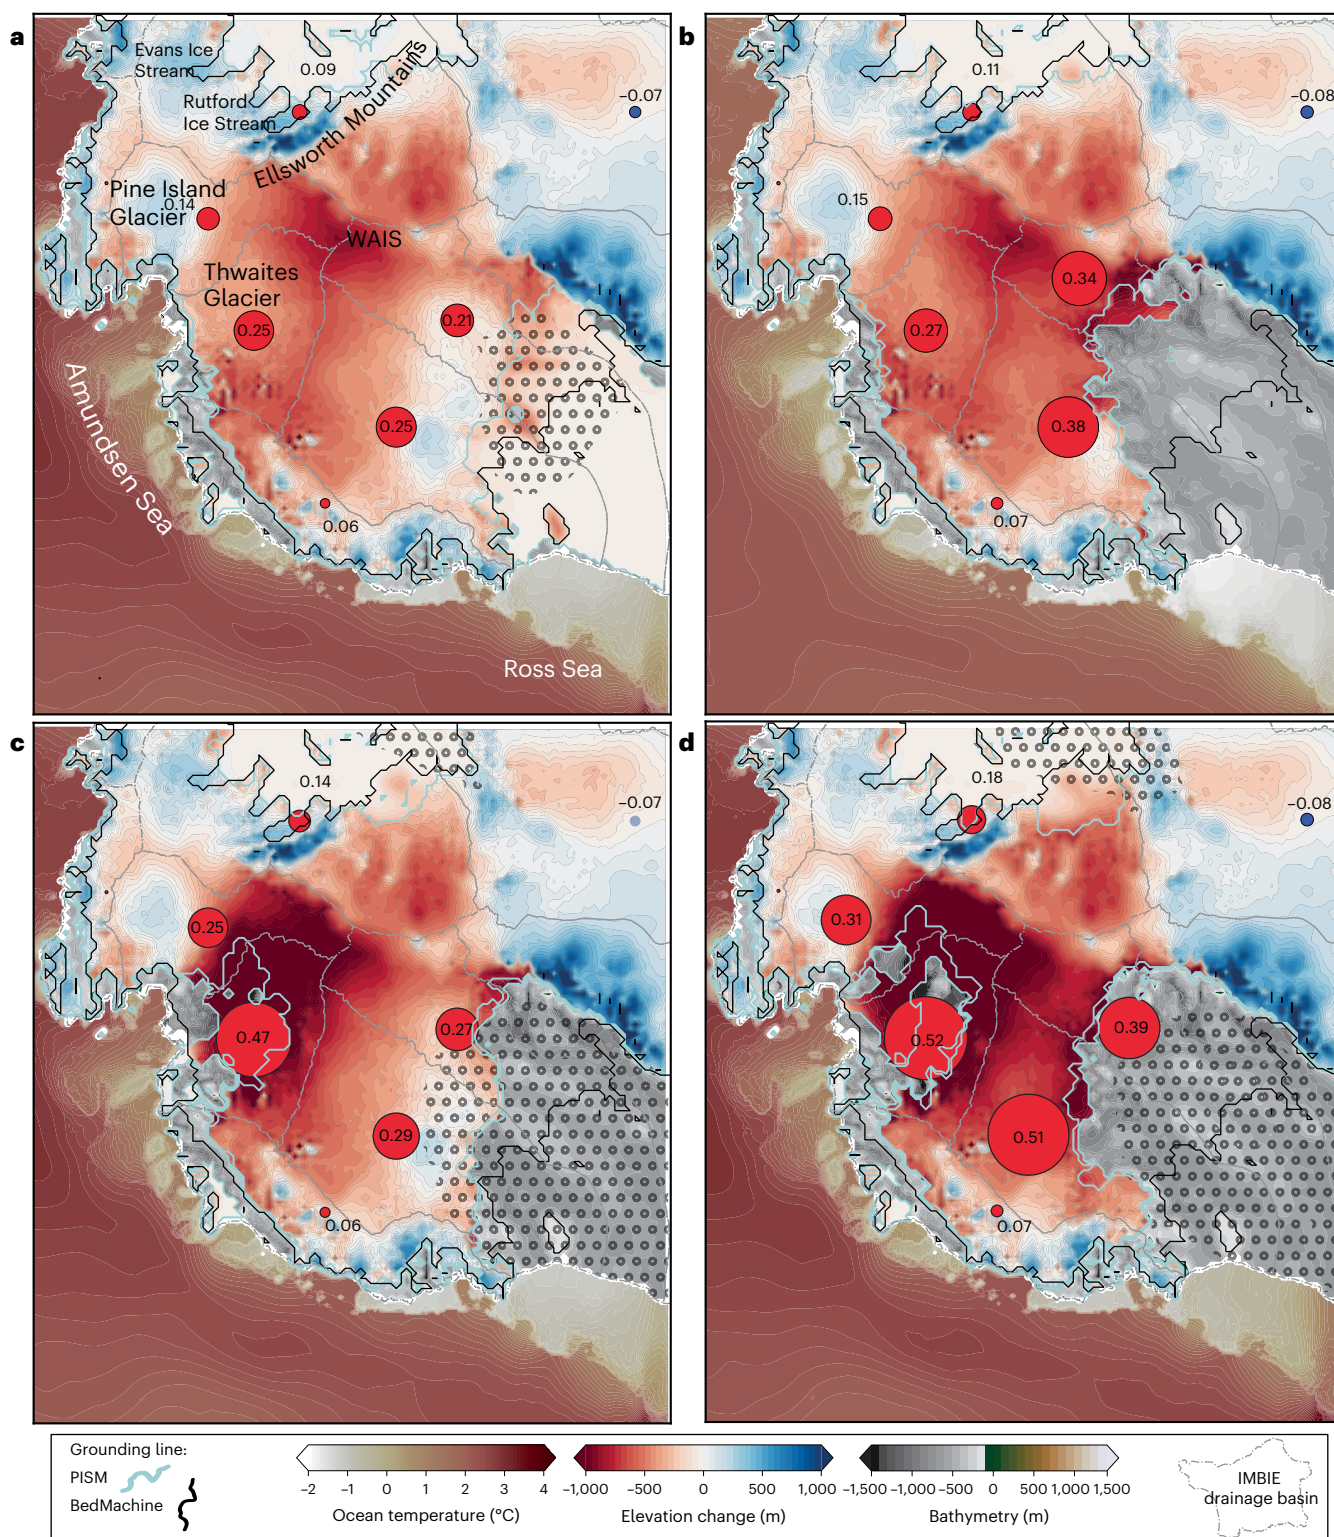 a
Evans Ice
Stream
0.09
Rutford
Ice Stream
Ellsworth Mountains
−0.07
Pine Island
Glacier
0.14
WAIS
Thwaites
Glacier
0.25
0.21
0.25
0.06
Amundsen Sea
Ross Sea
b
0.11
−0.08
0.15
0.34
0.27
0.38
0.07
c
0.14
−0.07
0.25
0.47
0.27
0.29
0.06
d
0.18
−0.08
0.31
0.52
0.39
0.51
0.07
Grounding line:
PISM
BedMachine
−2 −1 0 1 2 3 4
Ocean temperature (°C)
−1,000 −500 0 500 1,000
Elevation change (m)
−1,500 −1,000 −500 0 500 1,000 1,500
Bathymetry (m)
IMBIE
drainage basin